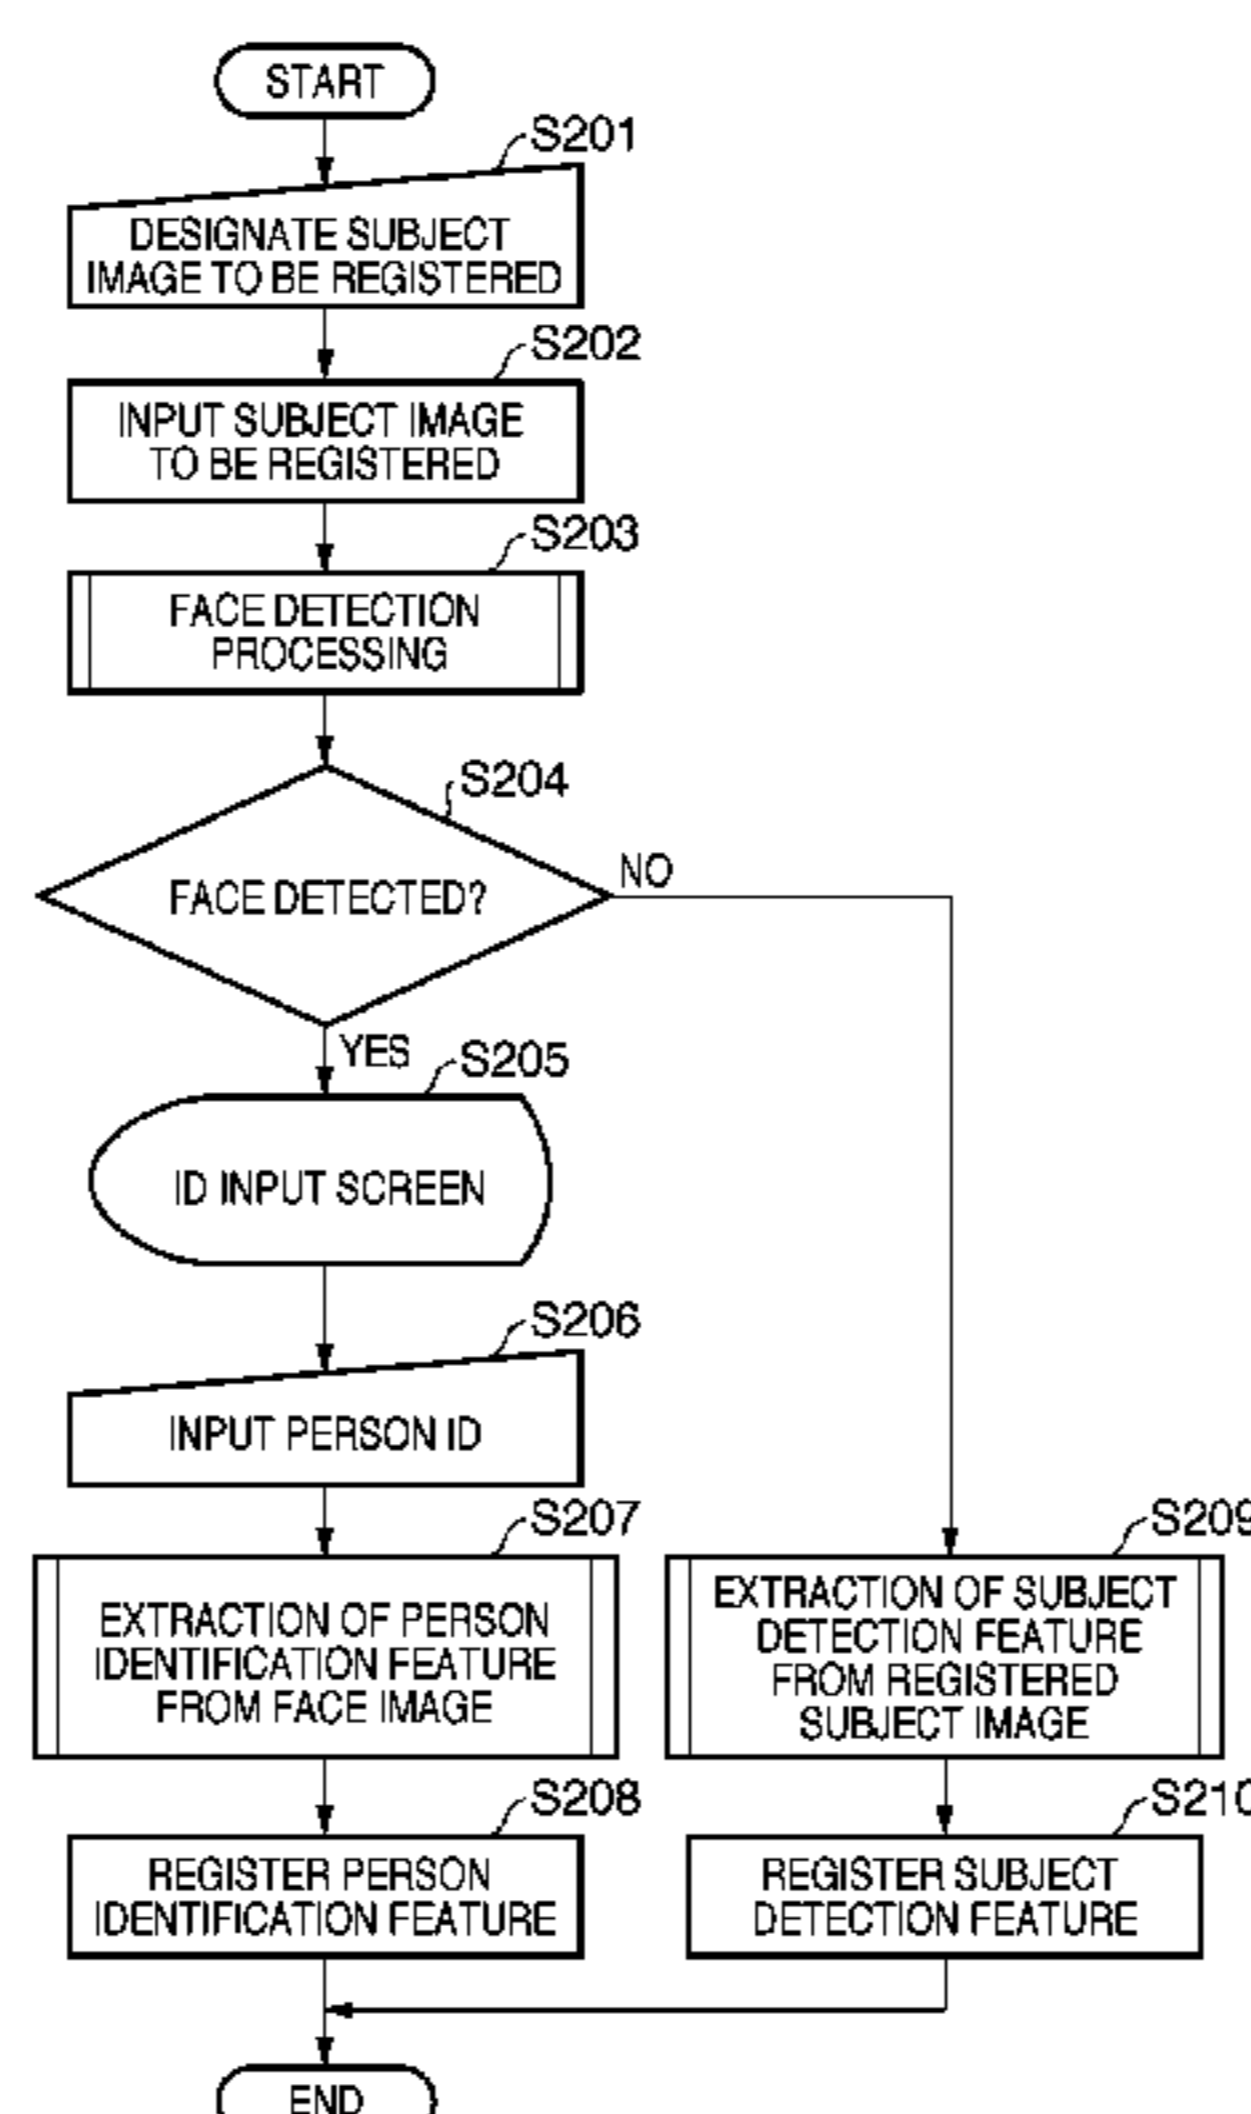 START
S201
DESIGNATE SUBJECT
IMAGE TO BE REGISTERED
S202
INPUT SUBJECT IMAGE
TO BE REGISTERED
S203
FACE DETECTION
PROCESSING
S204
FACE DETECTED?
NO
YES
S205
ID INPUT SCREEN
S206
INPUT PERSON ID
S207
EXTRACTION OF PERSON
IDENTIFICATION FEATURE
FROM FACE IMAGE
S208
REGISTER PERSON
IDENTIFICATION FEATURE
S209
EXTRACTION OF SUBJECT
DETECTION FEATURE
FROM REGISTERED
SUBJECT IMAGE
S210
REGISTER SUBJECT
DETECTION FEATURE
END